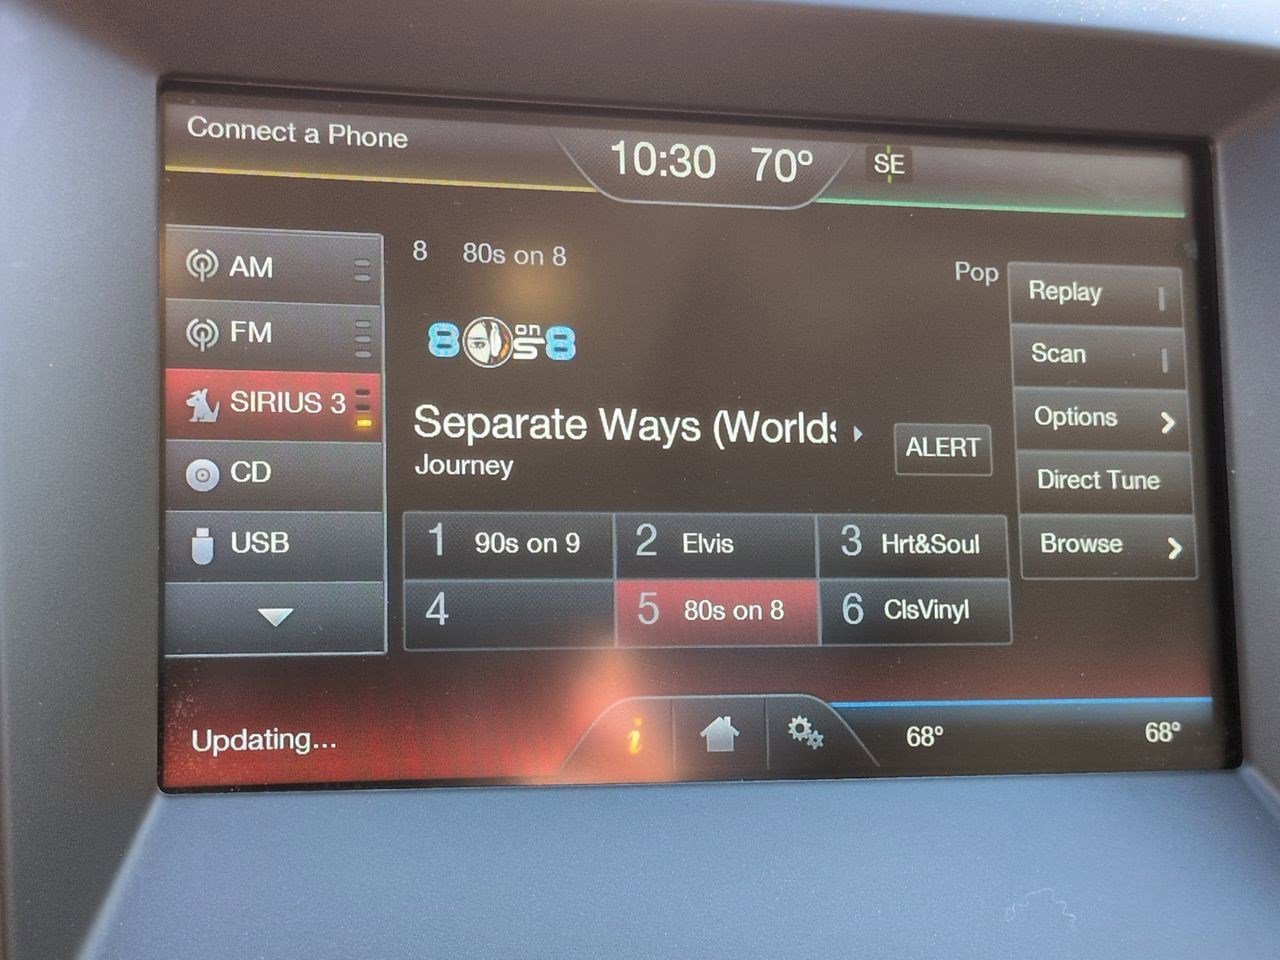 Connect a Phone
10:30 70° SE
AM
FM
SIRIUS 3
CD
USB
8 80s on 8
Pop
80s on 8
Separate Ways (Worlds
Journey
ALERT
1 90s on 9
2 Elvis
3 Hrt&Soul
4
5 80s on 8
6 ClsVinyl
Replay
Scan
Options
Direct Tune
Browse
Updating...
i
68°
68°